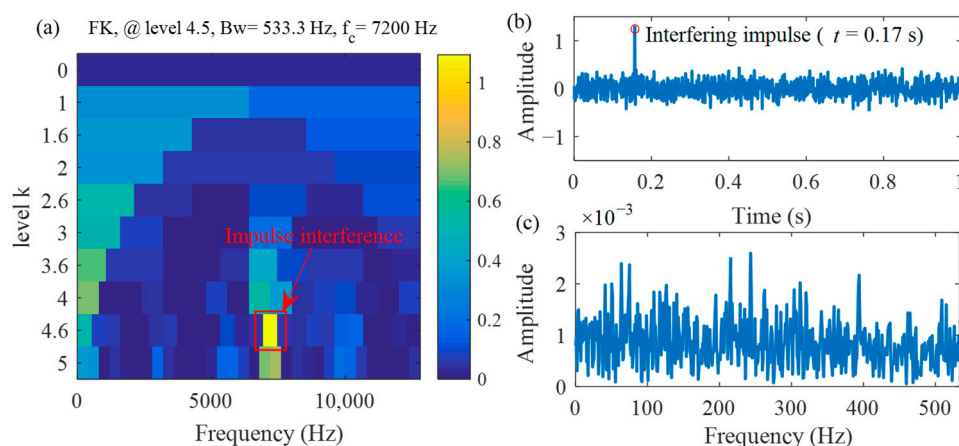 (a) FK, @ level 4.5, Bw= 533.3 Hz, f_c= 7200 Hz
level k
0
1
1.6
2
2.6
3
3.6
4
4.6
5
Impulse interference
0 5000 10,000
Frequency (Hz)
1
0.8
0.6
0.4
0.2
0
(b)
Amplitude
1
0
−1
Interfering impulse ( t = 0.17 s)
0 0.2 0.4 0.6 0.8 1
Time (s)
(c)
×10⁻³
Amplitude
3
2
1
0
0 100 200 300 400 500
Frequency (Hz)